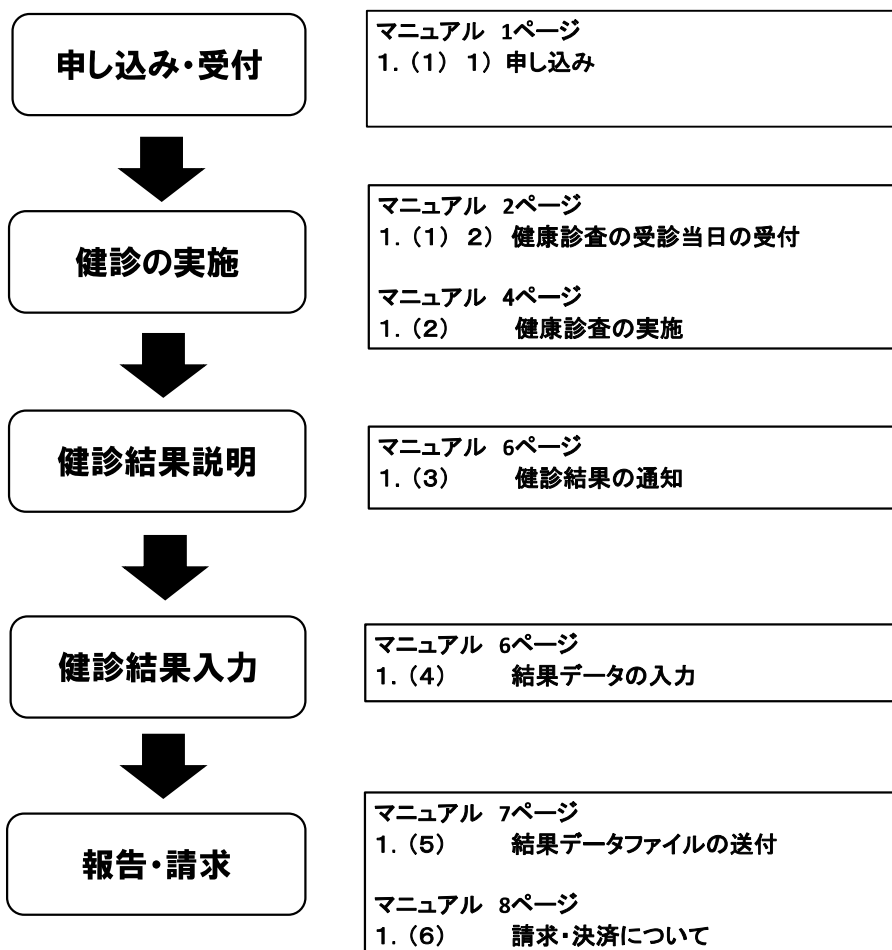 申し込み・受付
マニュアル 1ページ
1.(1) 1) 申し込み
健診の実施
マニュアル 2ページ
1.(1) 2) 健康診査の受診当日の受付
マニュアル 4ページ
1.(2) 健康診査の実施
健診結果説明
マニュアル 6ページ
1.(3) 健診結果の通知
健診結果入力
マニュアル 6ページ
1.(4) 結果データの入力
報告・請求
マニュアル 7ページ
1.(5) 結果データファイルの送付
マニュアル 8ページ
1.(6) 請求・決済について